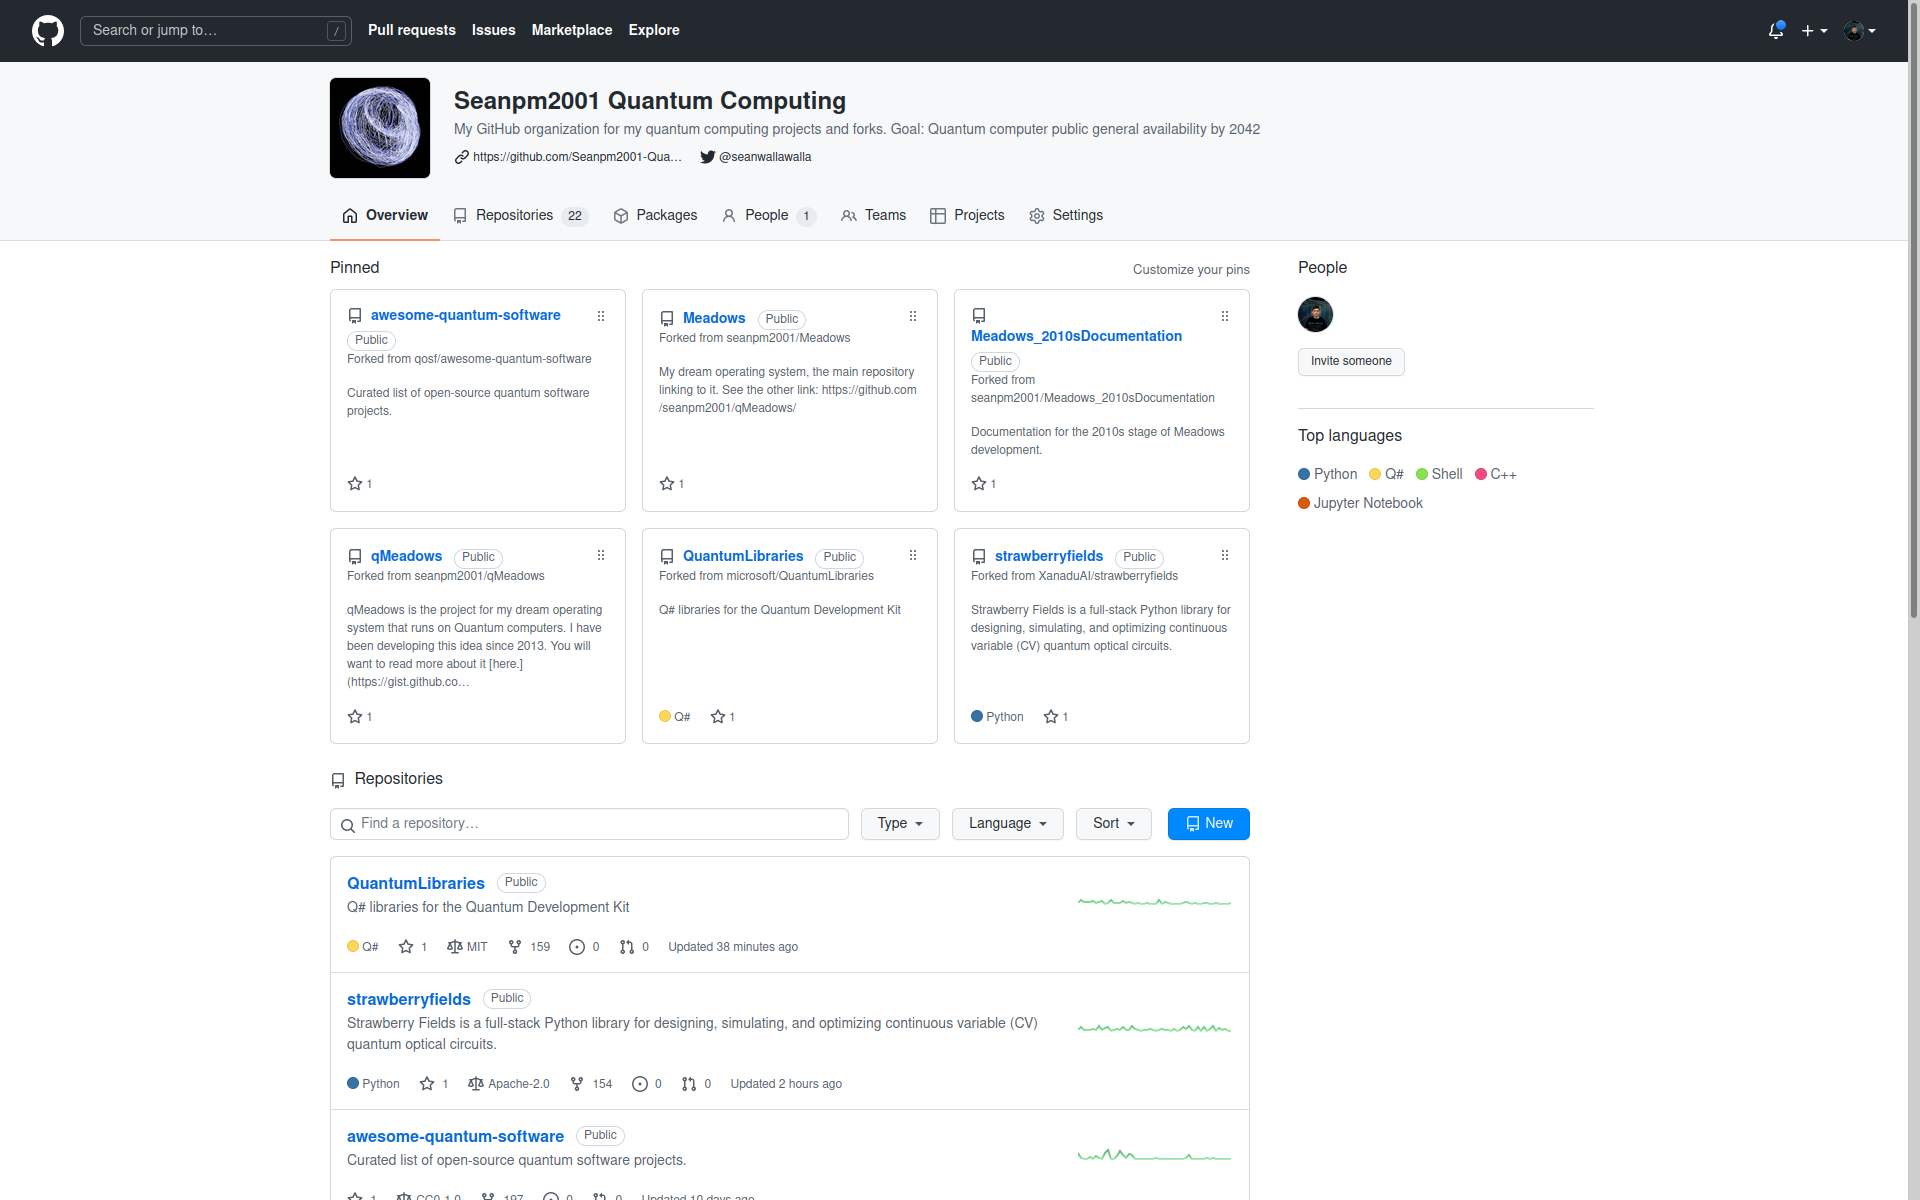 Search or jump to… /
Pull requests Issues Marketplace Explore
Seanpm2001 Quantum Computing
My GitHub organization for my quantum computing projects and forks. Goal: Quantum computer public general availability by 2042
https://github.com/Seanpm2001-Qua… @seanwallawalla
Overview Repositories 22 Packages People 1 Teams Projects Settings
Pinned
Customize your pins
awesome-quantum-software
Public
Forked from qosf/awesome-quantum-software
Curated list of open-source quantum software
projects.
1
Meadows Public
Forked from seanpm2001/Meadows
My dream operating system, the main repository
linking to it. See the other link: https://github.com
/seanpm2001/qMeadows/
1
Meadows_2010sDocumentation
Public
Forked from
seanpm2001/Meadows_2010sDocumentation
Documentation for the 2010s stage of Meadows
development.
1
qMeadows Public
Forked from seanpm2001/qMeadows
qMeadows is the project for my dream operating
system that runs on Quantum computers. I have
been developing this idea since 2013. You will
want to read more about it [here.]
(https://gist.github.co…
1
QuantumLibraries Public
Forked from microsoft/QuantumLibraries
Q# libraries for the Quantum Development Kit
Q# 1
strawberryfields Public
Forked from XanaduAI/strawberryfields
Strawberry Fields is a full-stack Python library for
designing, simulating, and optimizing continuous
variable (CV) quantum optical circuits.
Python 1
People
Invite someone
Top languages
Python Q# Shell C++
Jupyter Notebook
Repositories
Find a repository… Type Language Sort New
QuantumLibraries Public
Q# libraries for the Quantum Development Kit
Q# 1 MIT 159 0 0 Updated 38 minutes ago
strawberryfields Public
Strawberry Fields is a full-stack Python library for designing, simulating, and optimizing continuous variable (CV)
quantum optical circuits.
Python 1 Apache-2.0 154 0 0 Updated 2 hours ago
awesome-quantum-software Public
Curated list of open-source quantum software projects.
1 CC0-1.0 197 0 0 Updated 10 days ago